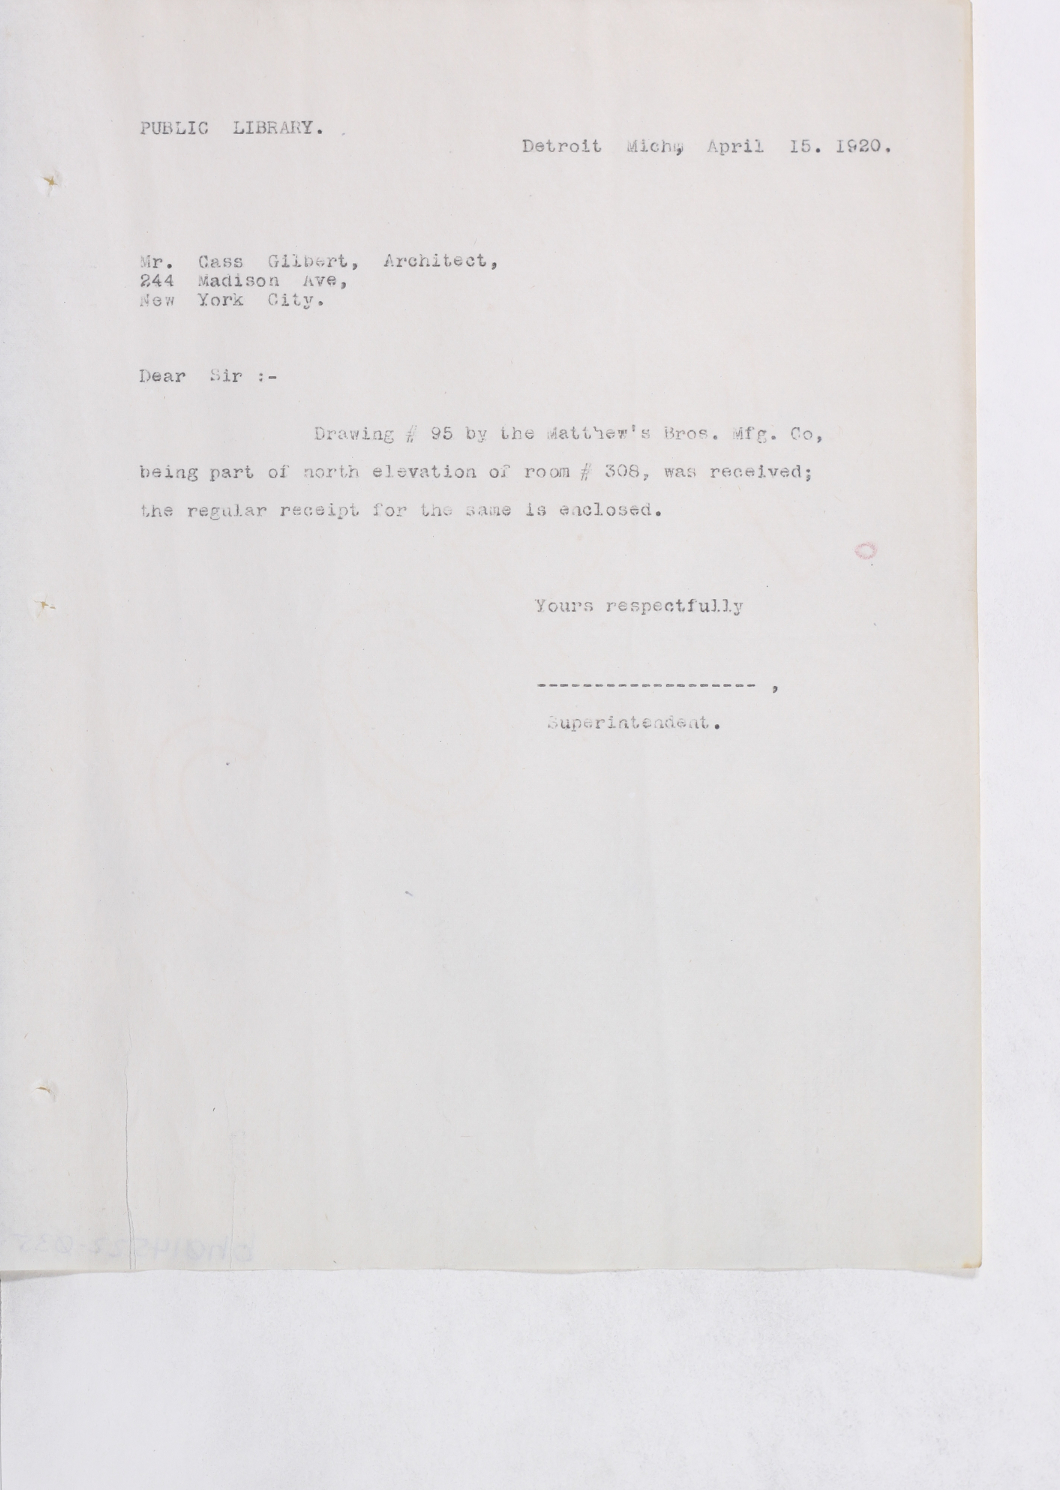 PUBLIC LIBRARY.
Detroit Mich, April 15. 1920.
Mr. Cass Gilbert, Architect,
244 Madison Ave,
New York City.
Dear Sir :-
Drawing # 95 by the Matthew's Bros. Mfg. Co,
being part of north elevation of room # 308, was received;
the regular receipt for the same is enclosed.
Yours respectfully
------------------- ,
Superintendent.